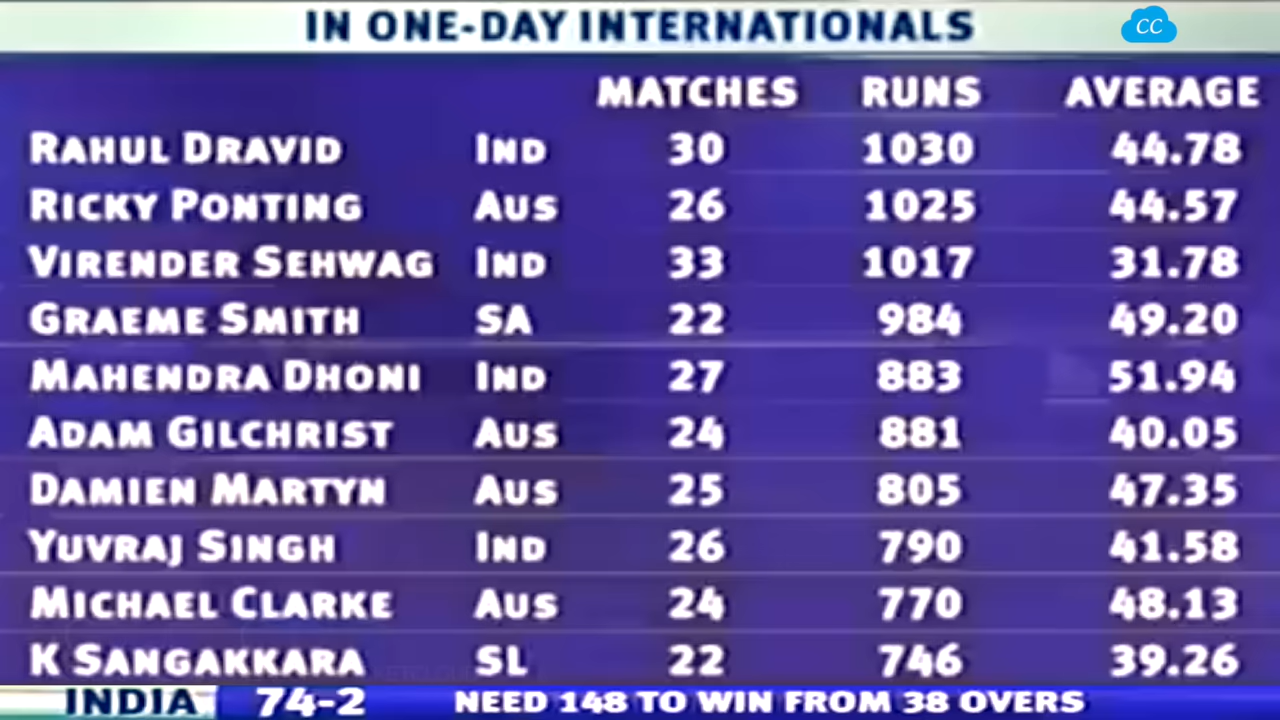 IN ONE-DAY INTERNATIONALS
CC
MATCHES RUNS AVERAGE
RAHUL DRAVID IND 30 1030 44.78
RICKY PONTING AUS 26 1025 44.57
VIRENDER SEHWAG IND 33 1017 31.78
GRAEME SMITH SA 22 984 49.20
MAHENDRA DHONI IND 27 883 51.94
ADAM GILCHRIST AUS 24 881 40.05
DAMIEN MARTYN AUS 25 805 47.35
YUVRAJ SINGH IND 26 790 41.58
MICHAEL CLARKE AUS 24 770 48.13
K SANGAKKARA SL 22 746 39.26
INDIA 74-2 NEED 148 TO WIN FROM 38 OVERS